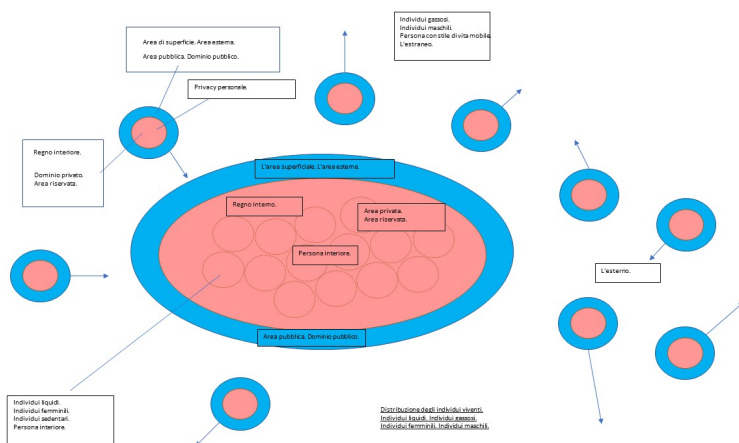 Area di superficie. Area esterna.
Area pubblica. Dominio pubblico.
Privacy personale.
Individui gassosi.
Individui maschili.
Persona con stile di vita mobile.
L'estraneo.
Regno interiore.
Dominio privato.
Area riservata.
L'area superficiale. L'area esterna.
Regno interno.
Area privata.
Area riservata.
Persona interiore.
L'esterno.
Area pubblica. Dominio pubblico.
Individui liquidi.
Individui femminili.
Individui sedentari.
Persona interiore.
Distribuzione degli individui viventi.
Individui liquidi. Individui gassosi.
Individui femminili. Individui maschili.